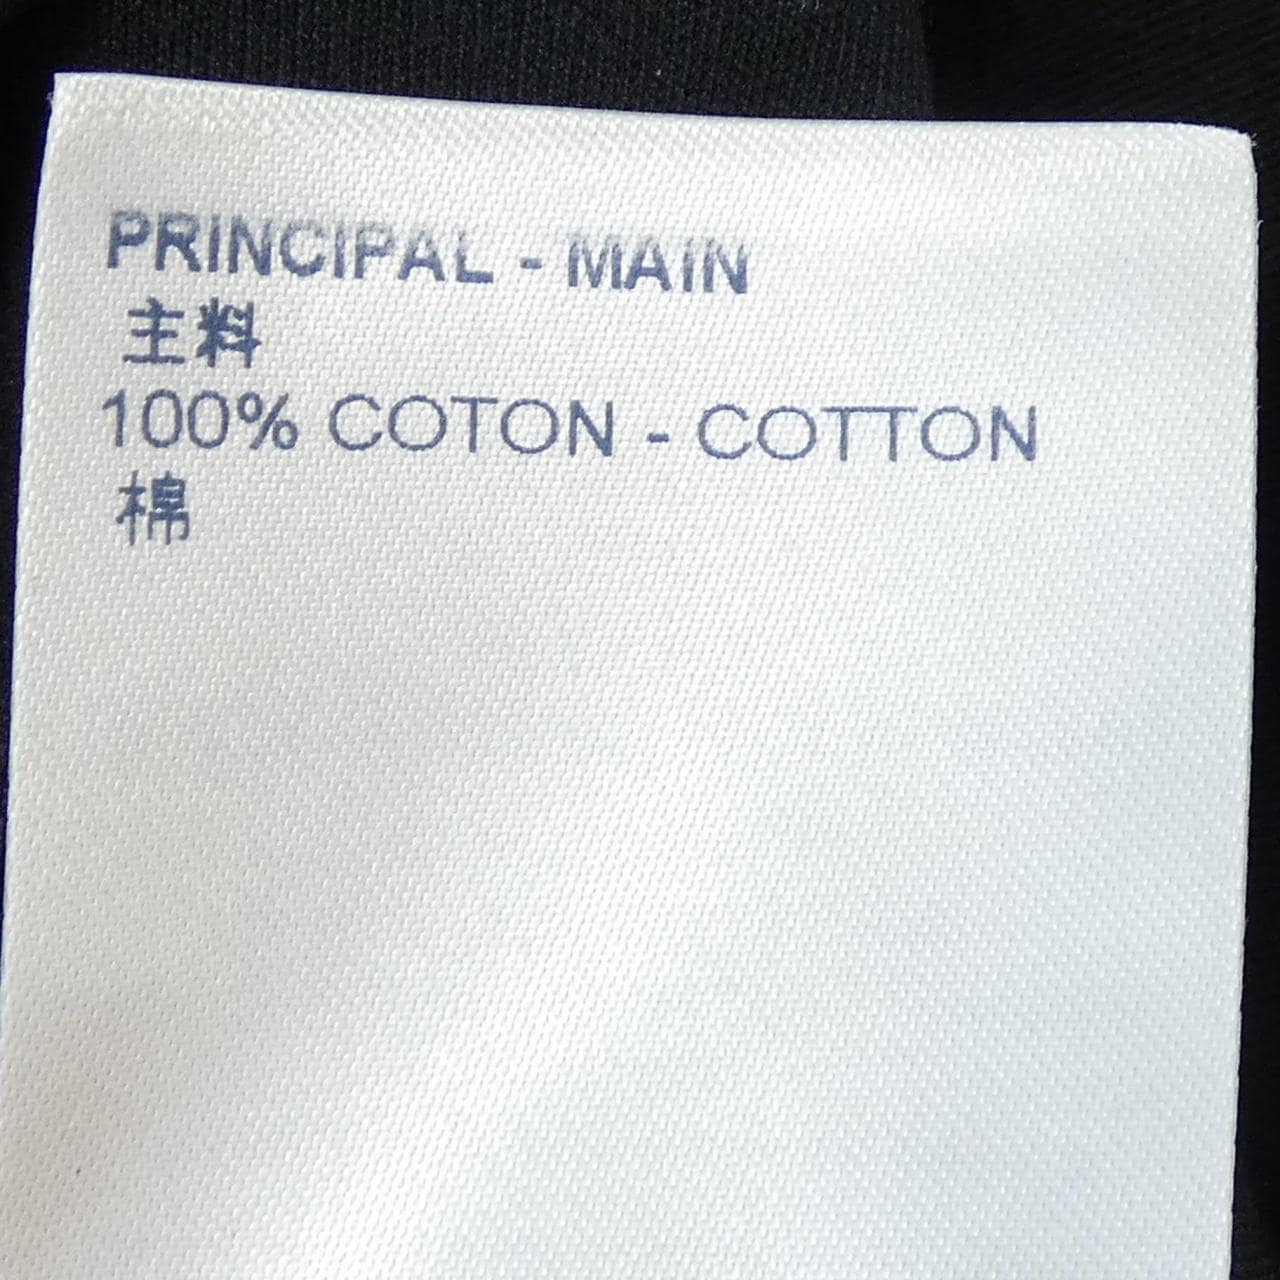 PRINCIPAL - MAIN
主料
100% COTON - COTTON
棉